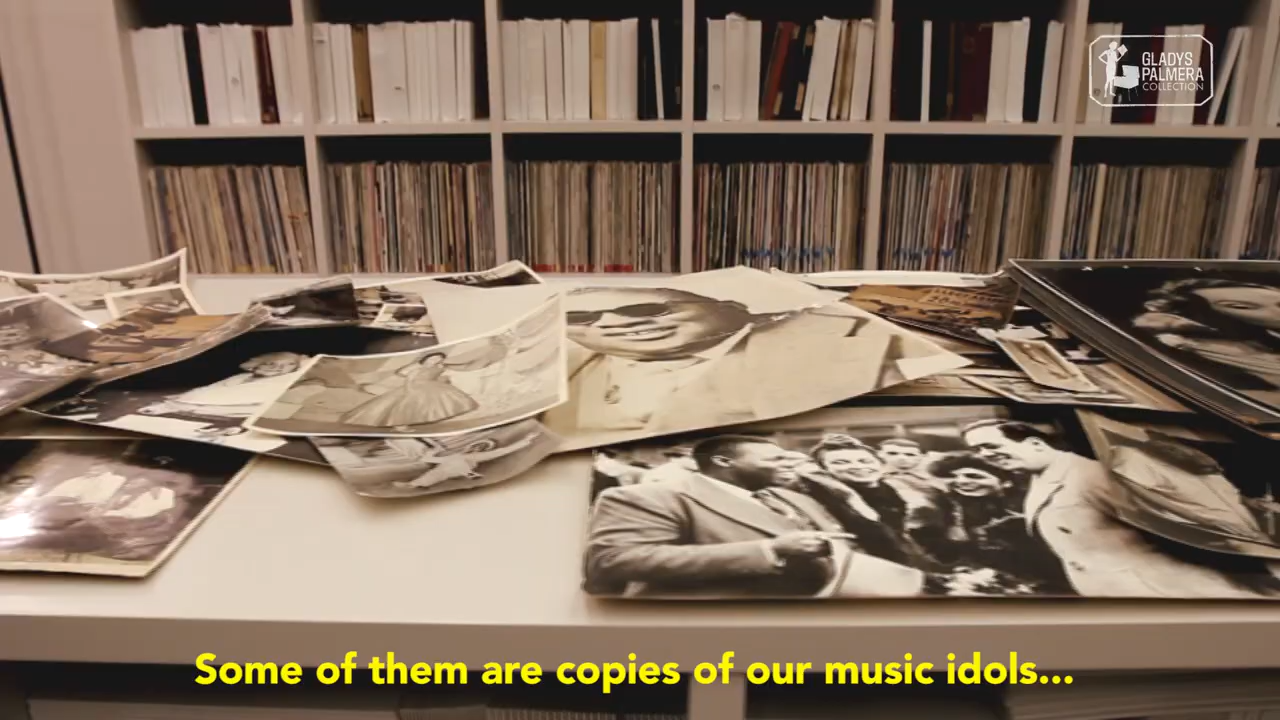 GLADYS
PALMERA
COLLECTION
Some of them are copies of our music idols...